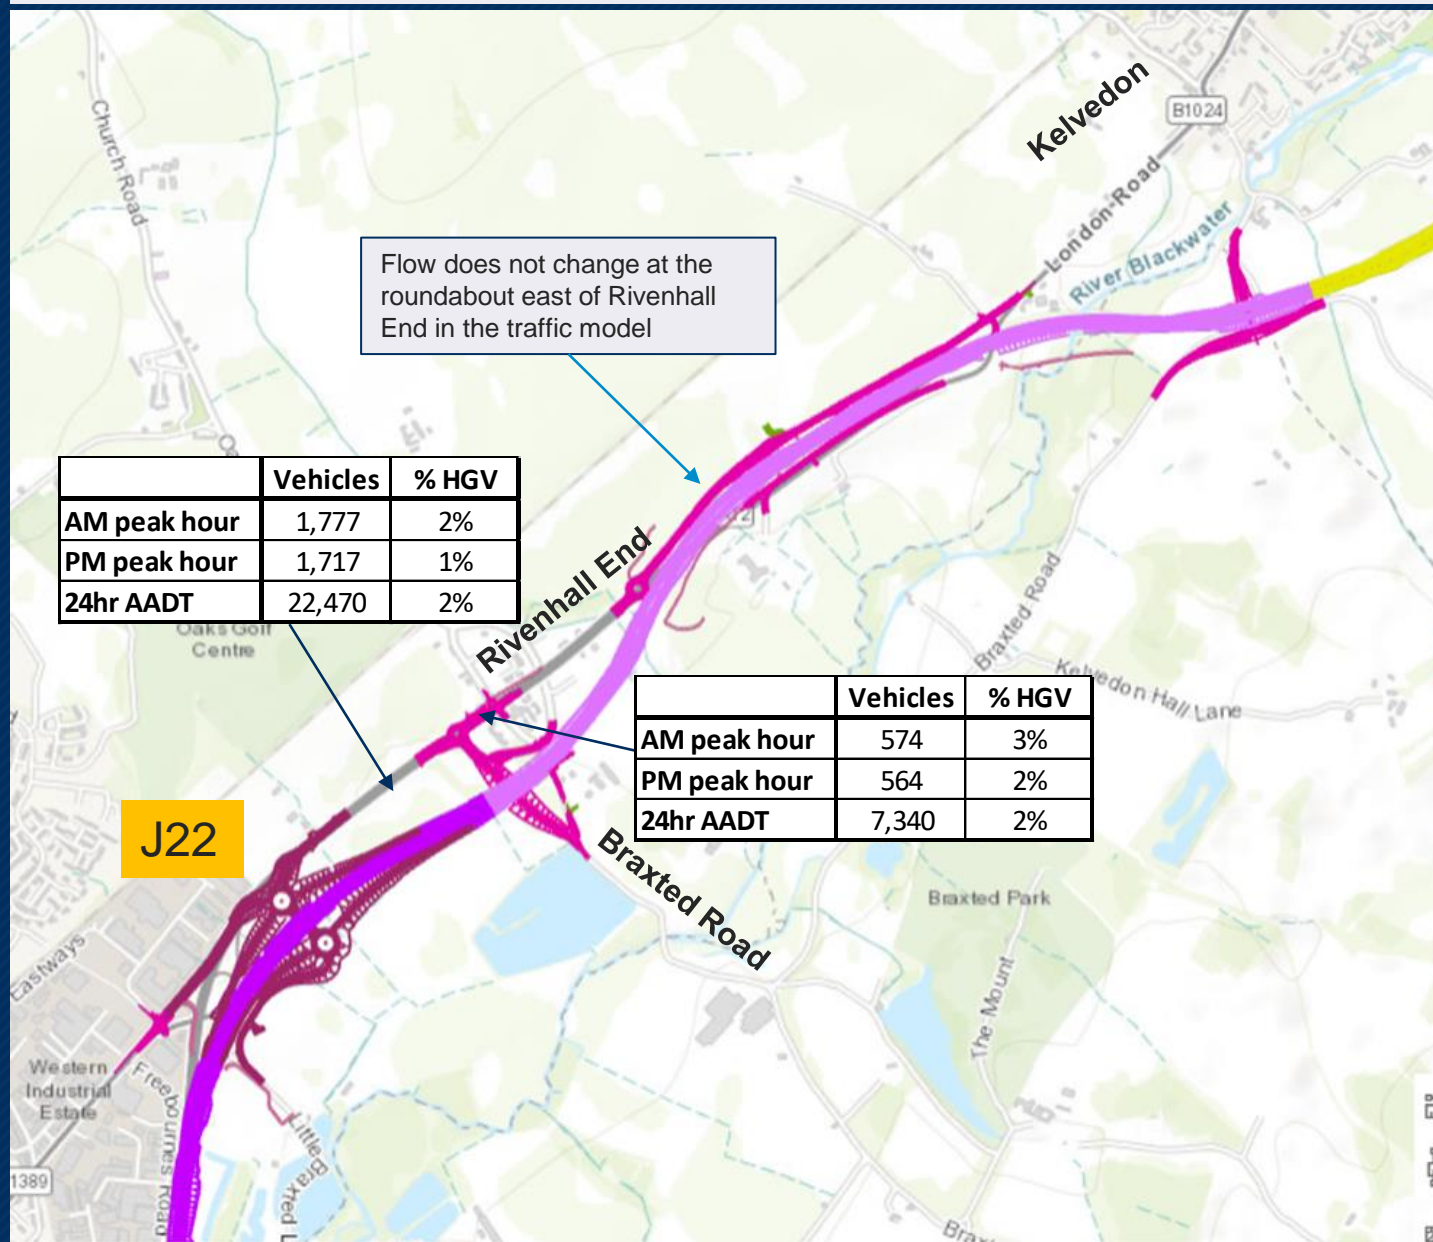 Kelvedon
B1024
Church Road
London-Road
River Blackwater
Flow does not change at the
roundabout east of Rivenhall
End in the traffic model
Vehicles % HGV
AM peak hour 1,777 2%
PM peak hour 1,717 1%
24hr AADT 22,470 2%
Oaks Golf
Centre
Rivenhall End
Braxted Road
Kelvedon Hall Lane
Vehicles % HGV
AM peak hour 574 3%
PM peak hour 564 2%
24hr AADT 7,340 2%
J22
Braxted Road
Braxted Park
Eastways
The Mount
Western
Industrial
Estate
Freebournes Road
Little Braxted L
1389
Brax